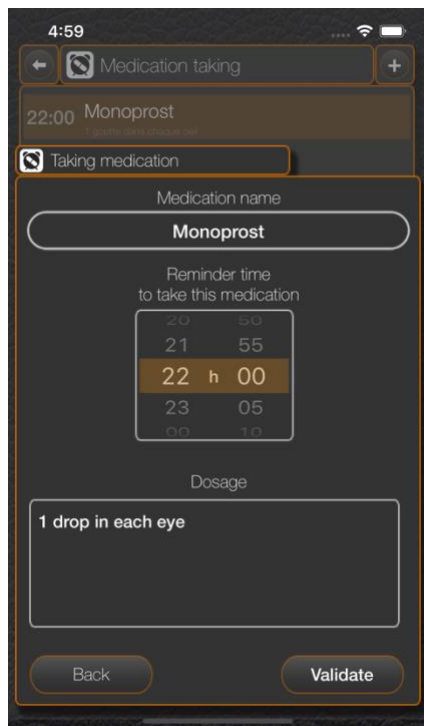 4:59
Medication taking
+
22:00 Monoprost
1 goutte dans chaque oeil
Taking medication
Medication name
Monoprost
Reminder time
to take this medication
20 50
21 55
22 h 00
23 05
00 10
Dosage
1 drop in each eye
Back
Validate